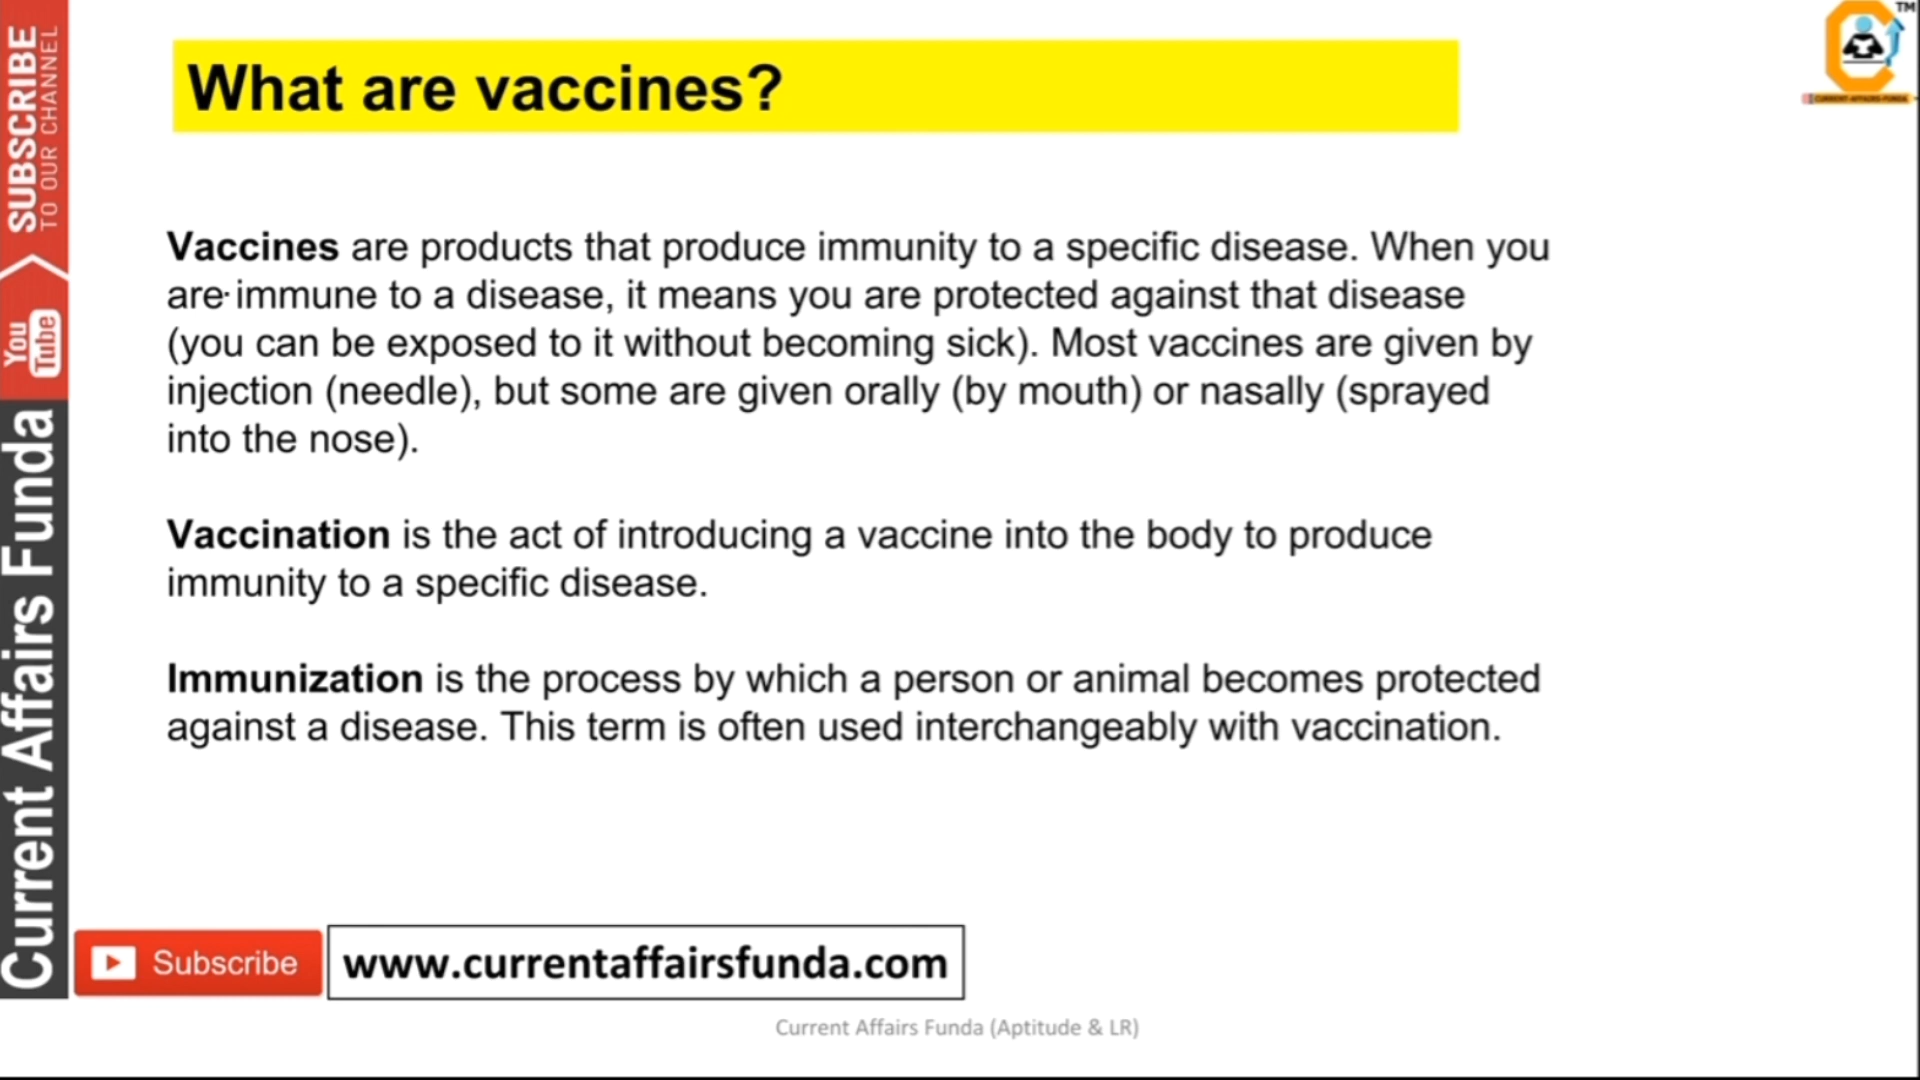 What are vaccines?
Vaccines are products that produce immunity to a specific disease. When you
are immune to a disease, it means you are protected against that disease
(you can be exposed to it without becoming sick). Most vaccines are given by
injection (needle), but some are given orally (by mouth) or nasally (sprayed
into the nose).
Vaccination is the act of introducing a vaccine into the body to produce
immunity to a specific disease.
Immunization is the process by which a person or animal becomes protected
against a disease. This term is often used interchangeably with vaccination.
SUBSCRIBE
TO OUR CHANNEL
You
Tube
Current Affairs Funda
TM
CURRENT-AFFAIRS-FUNDA
Subscribe
www.currentaffairsfunda.com
Current Affairs Funda (Aptitude & LR)